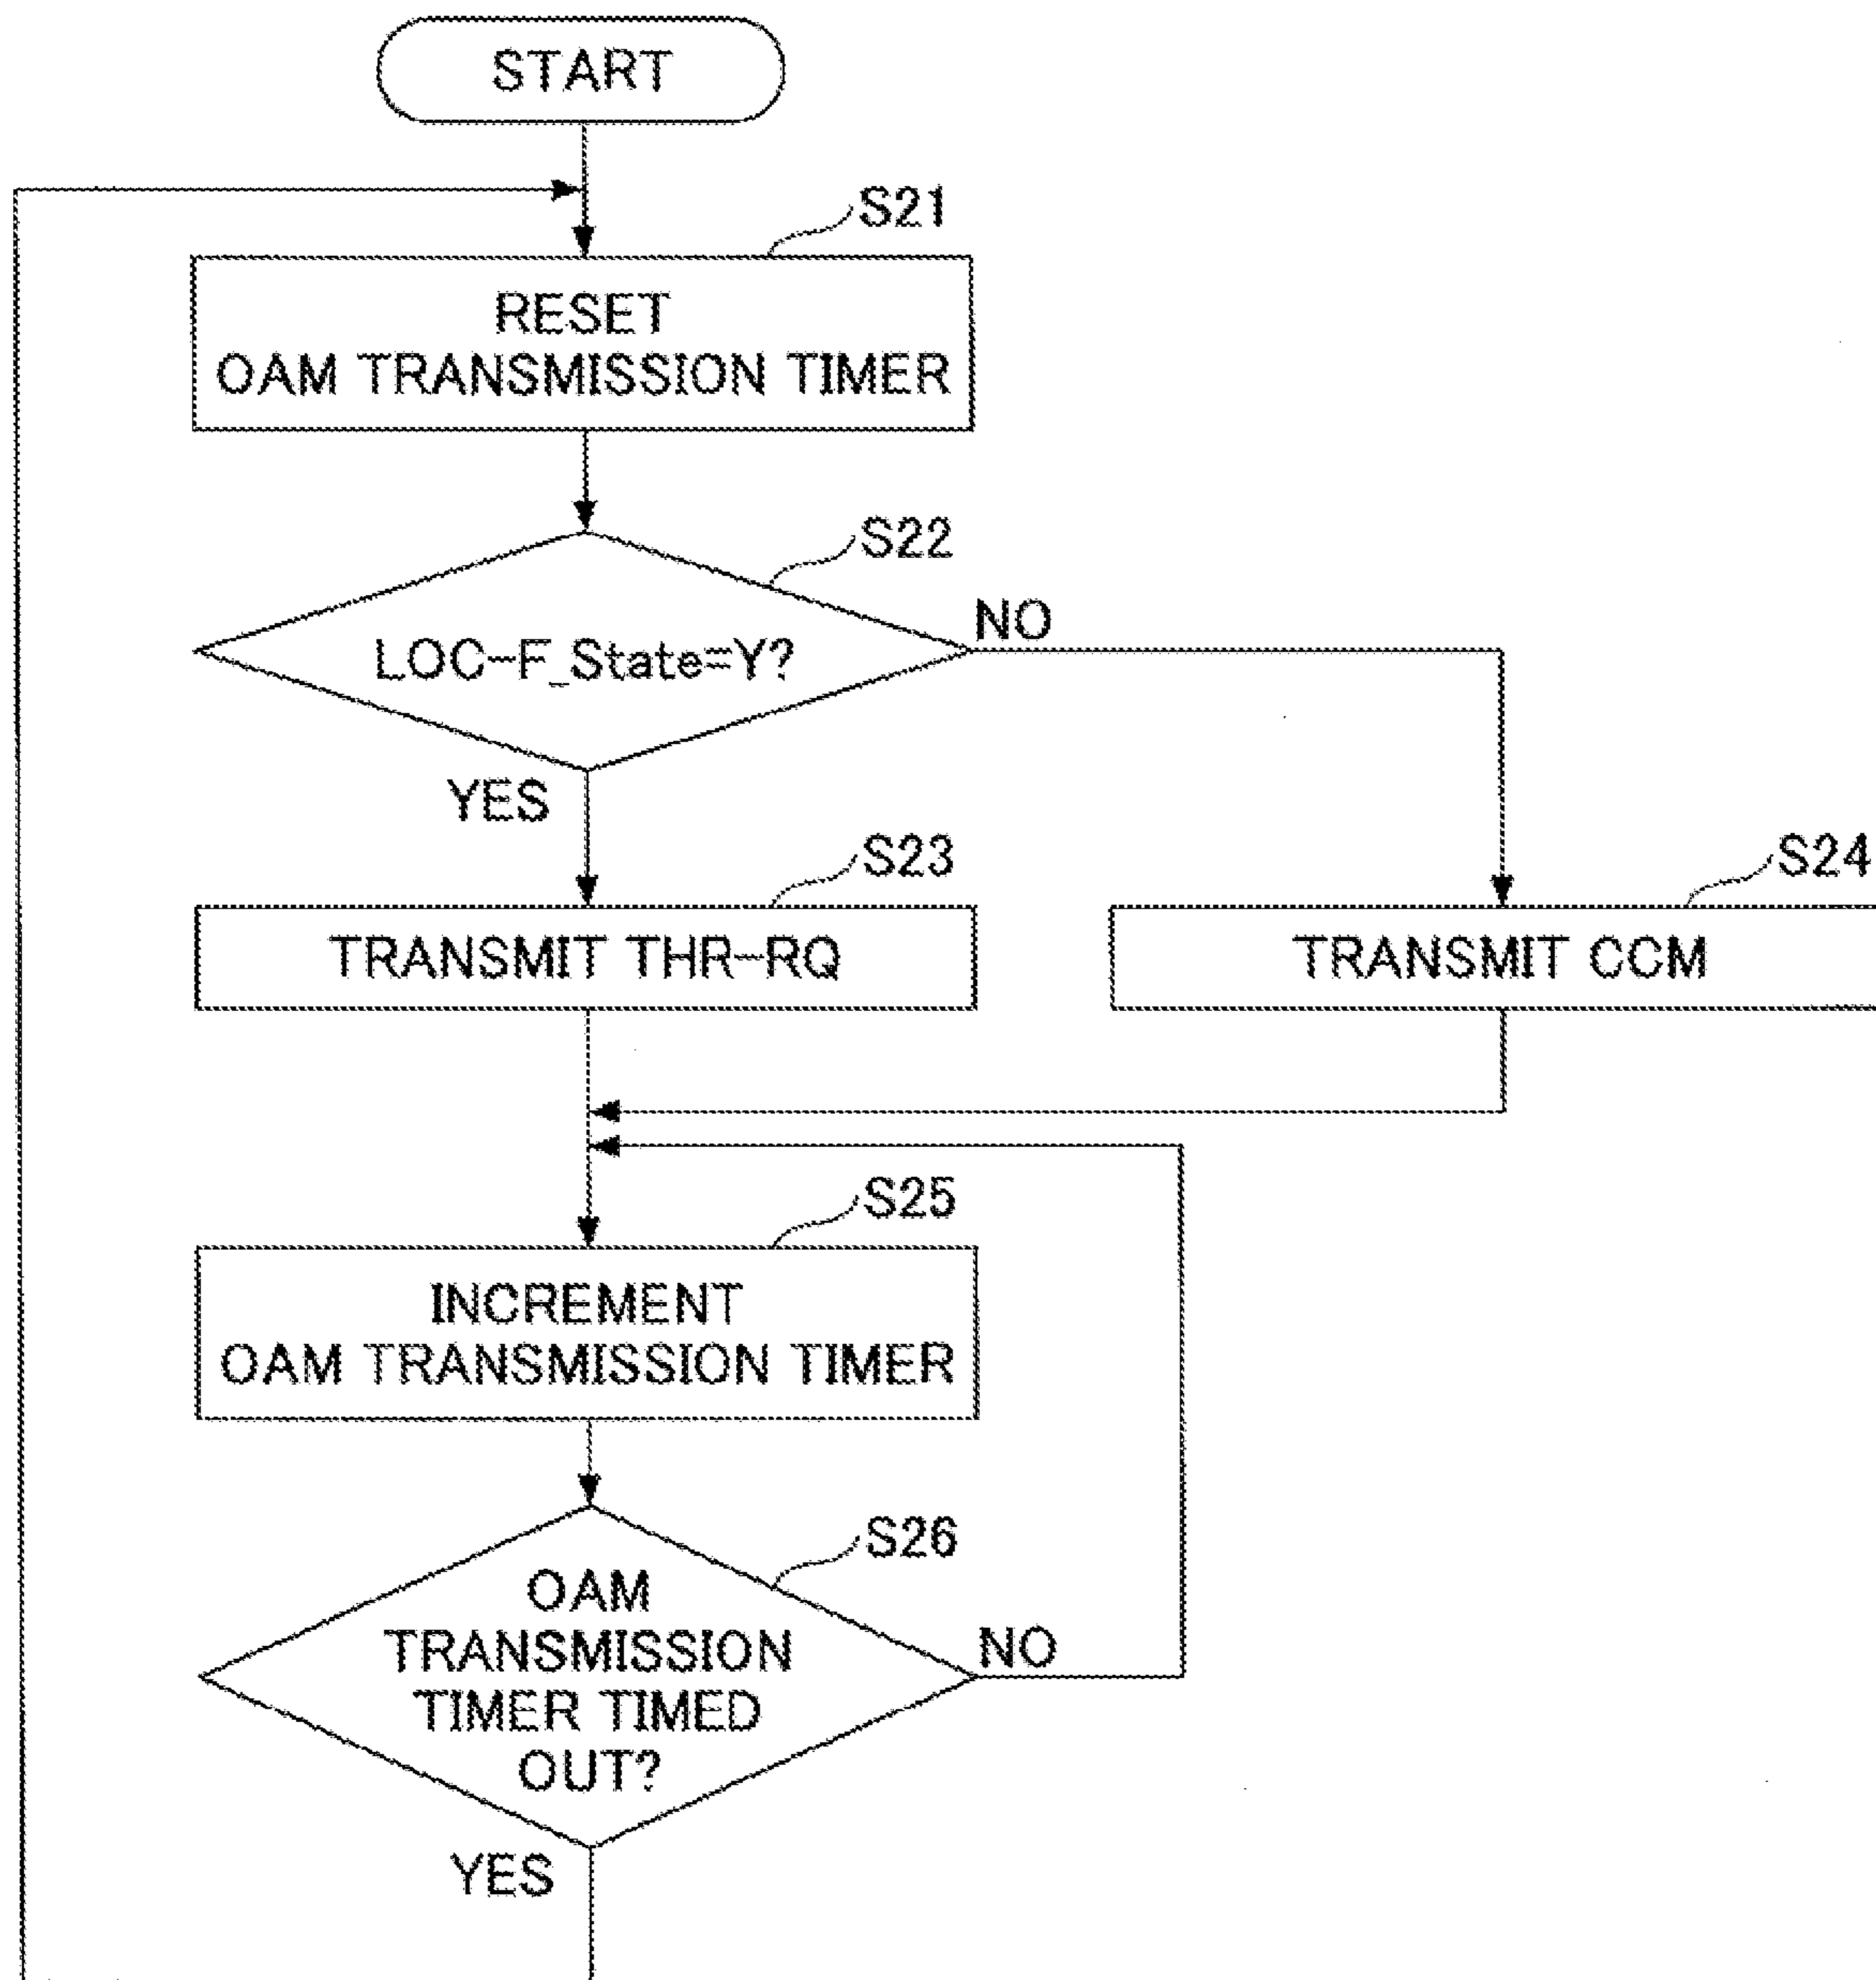 START
S21
RESET
OAM TRANSMISSION TIMER
S22
LOC-F_State=Y?
NO
YES
S23
S24
TRANSMIT THR-RQ
TRANSMIT CCM
S25
INCREMENT
OAM TRANSMISSION TIMER
S26
OAM
TRANSMISSION
TIMER TIMED
OUT?
NO
YES